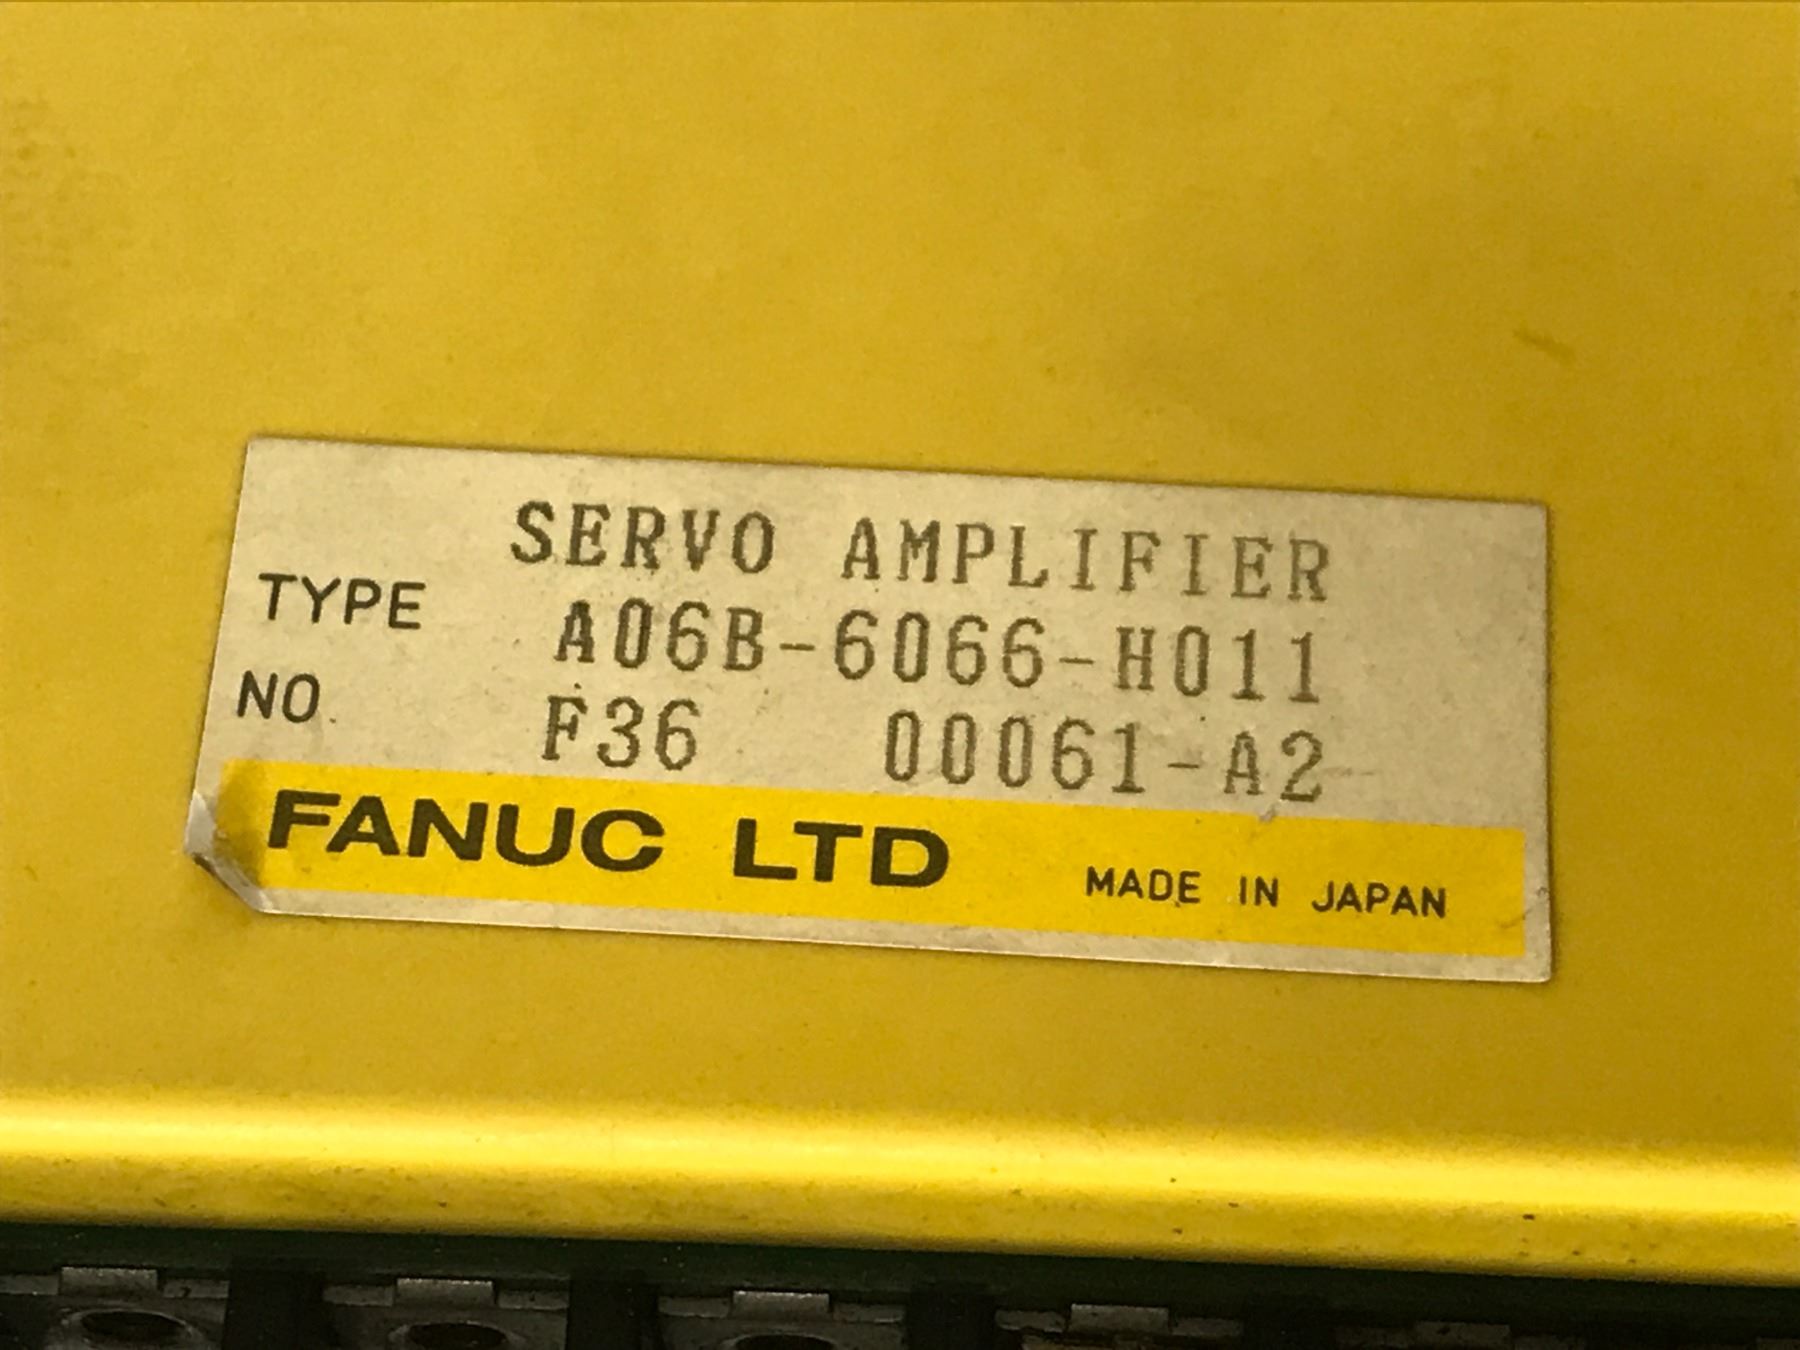 SERVO AMPLIFIER
TYPE A06B-6066-H011
NO. F36 00061-A2
FANUC LTD MADE IN JAPAN